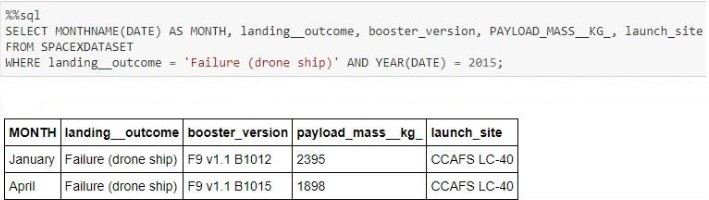 %%sql
SELECT MONTHNAME(DATE) AS MONTH, landing__outcome, booster_version, PAYLOAD_MASS__KG_, launch_site
FROM SPACEXDATASET
WHERE landing__outcome = 'Failure (drone ship)' AND YEAR(DATE) = 2015;
MONTH landing__outcome booster_version payload_mass__kg_ launch_site
January Failure (drone ship) F9 v1.1 B1012 2395 CCAFS LC-40
April Failure (drone ship) F9 v1.1 B1015 1898 CCAFS LC-40